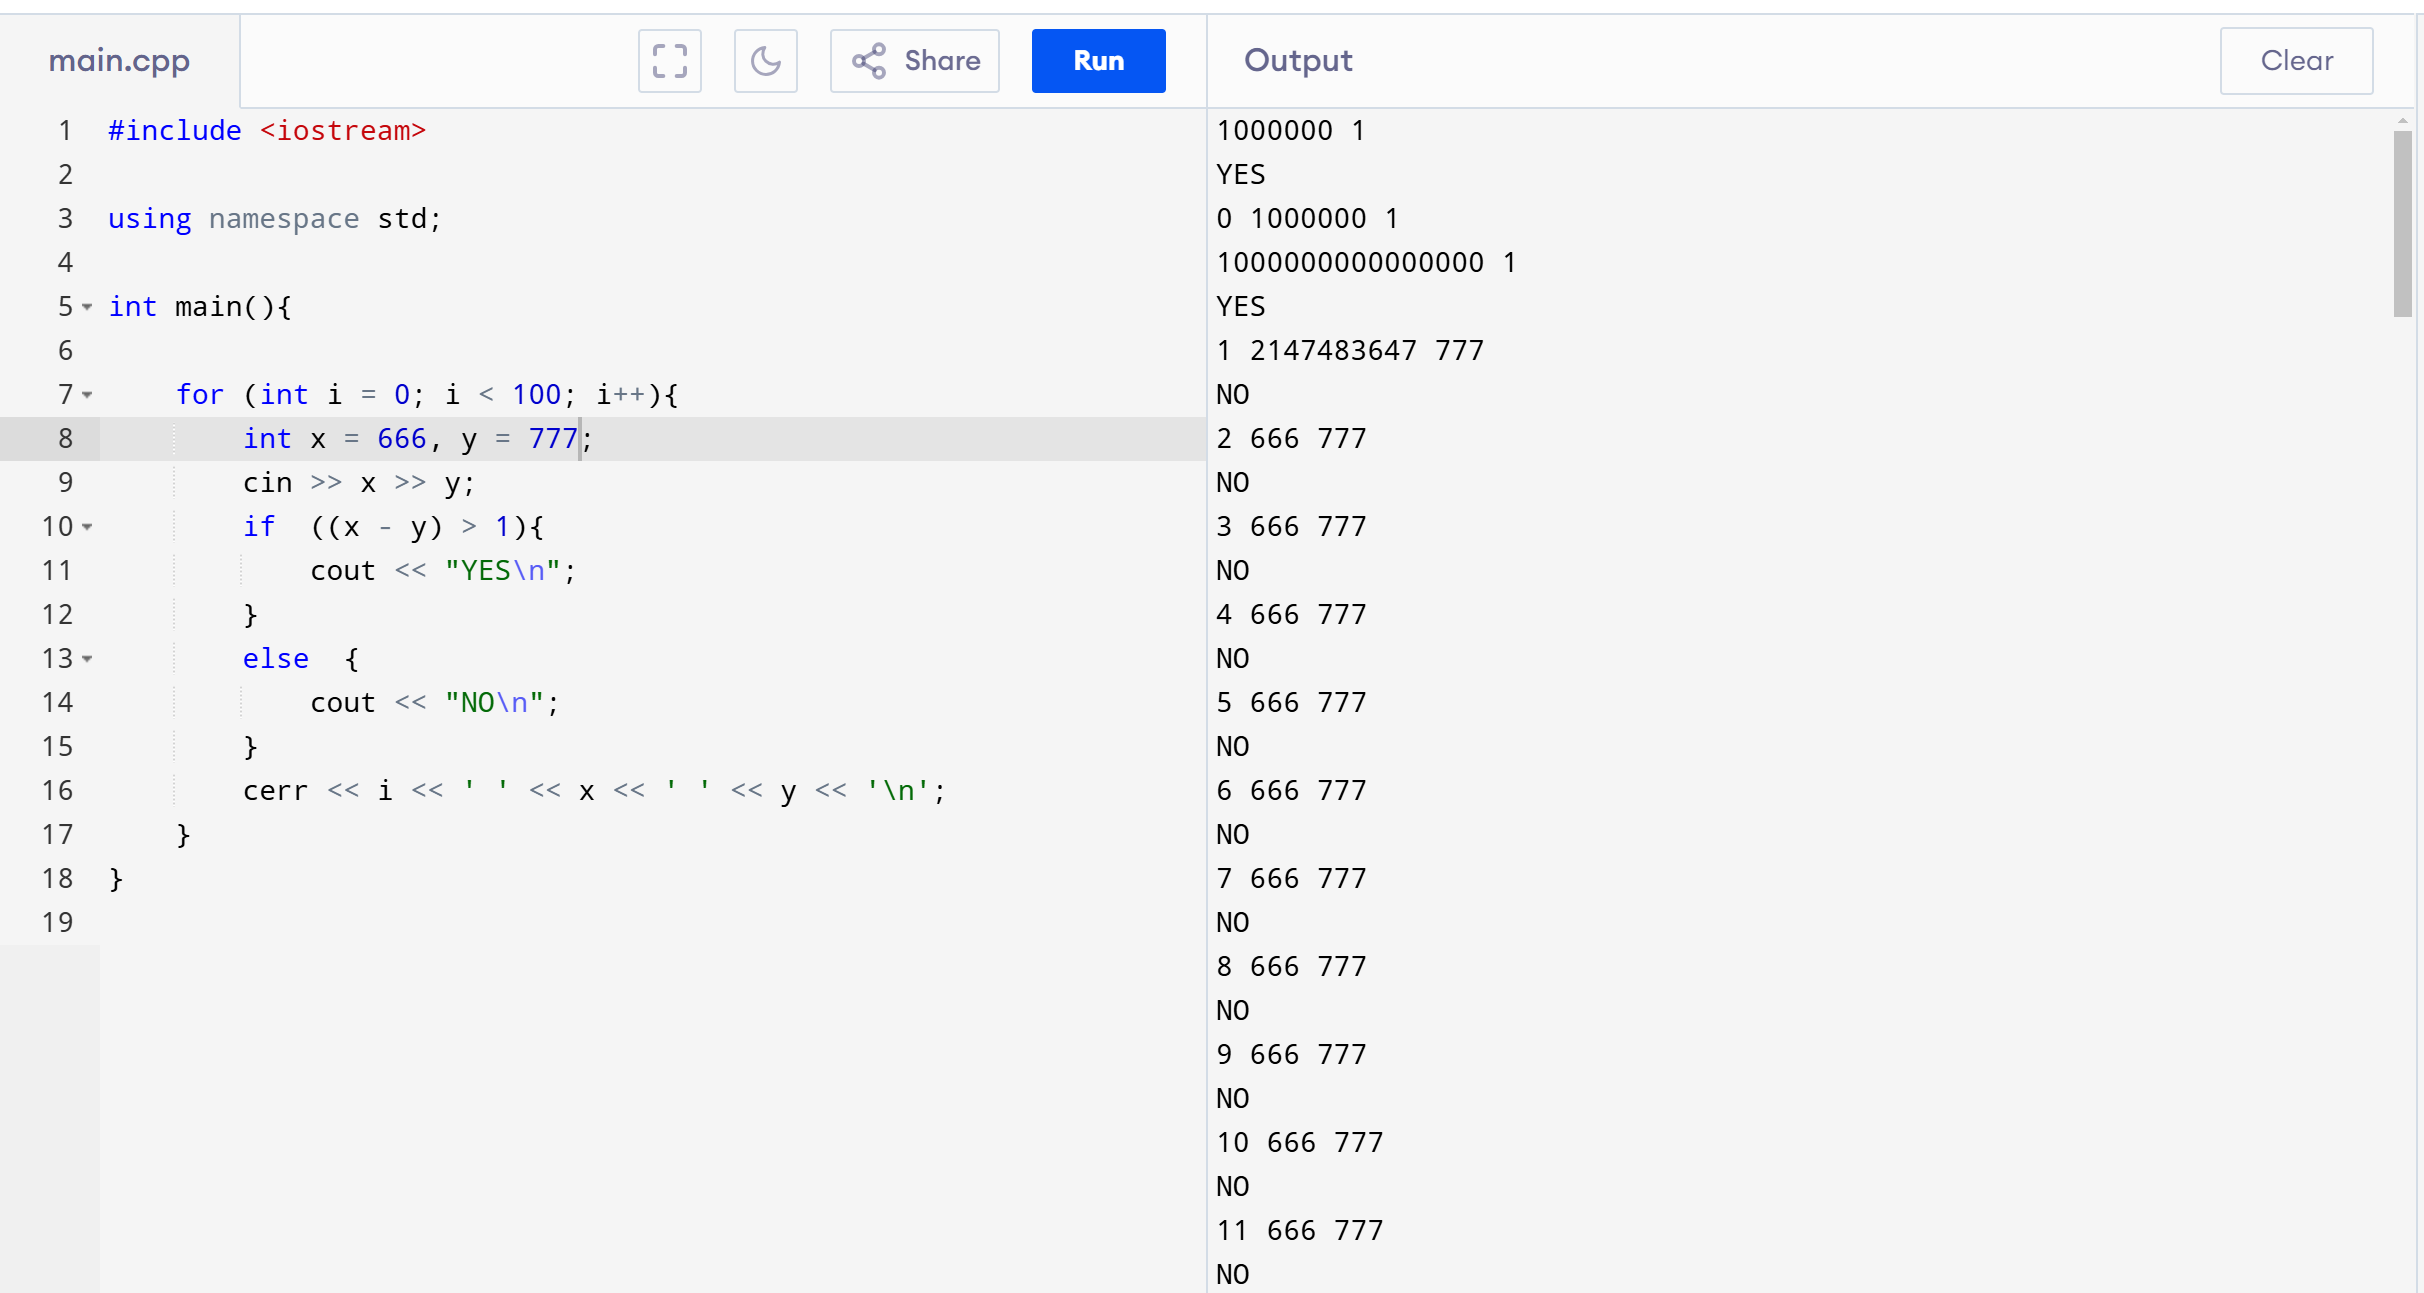 main.cpp Share Run Output Clear
1 #include <iostream>
2
3 using namespace std;
4
5 int main(){
6
7     for (int i = 0; i < 100; i++){
8         int x = 666, y = 777;
9         cin >> x >> y;
10         if  ((x - y) > 1){
11             cout << "YES\n";
12         }
13         else  {
14             cout << "NO\n";
15         }
16         cerr << i << ' ' << x << ' ' << y << '\n';
17     }
18 }
19
1000000 1
YES
0 1000000 1
1000000000000000 1
YES
1 2147483647 777
NO
2 666 777
NO
3 666 777
NO
4 666 777
NO
5 666 777
NO
6 666 777
NO
7 666 777
NO
8 666 777
NO
9 666 777
NO
10 666 777
NO
11 666 777
NO